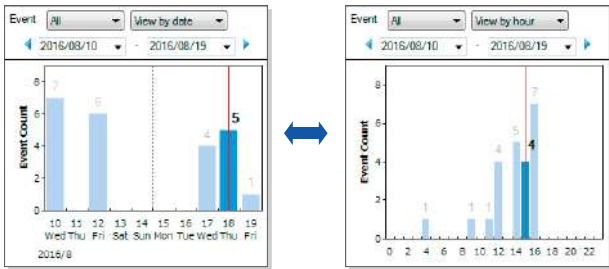 Event All View by date
2016/08/10 - 2016/08/19
Event Count
8
6
4
2
0
7
6
4
5
1
10 11 12 13 14 15 16 17 18 19
Wed Thu Fri Sat Sun Mon Tue Wed Thu Fri
2016/8
Event All View by hour
2016/08/10 - 2016/08/19
Event Count
8
6
4
2
0
1
1
1
4
5
4
7
0 2 4 6 8 10 12 14 16 18 20 22